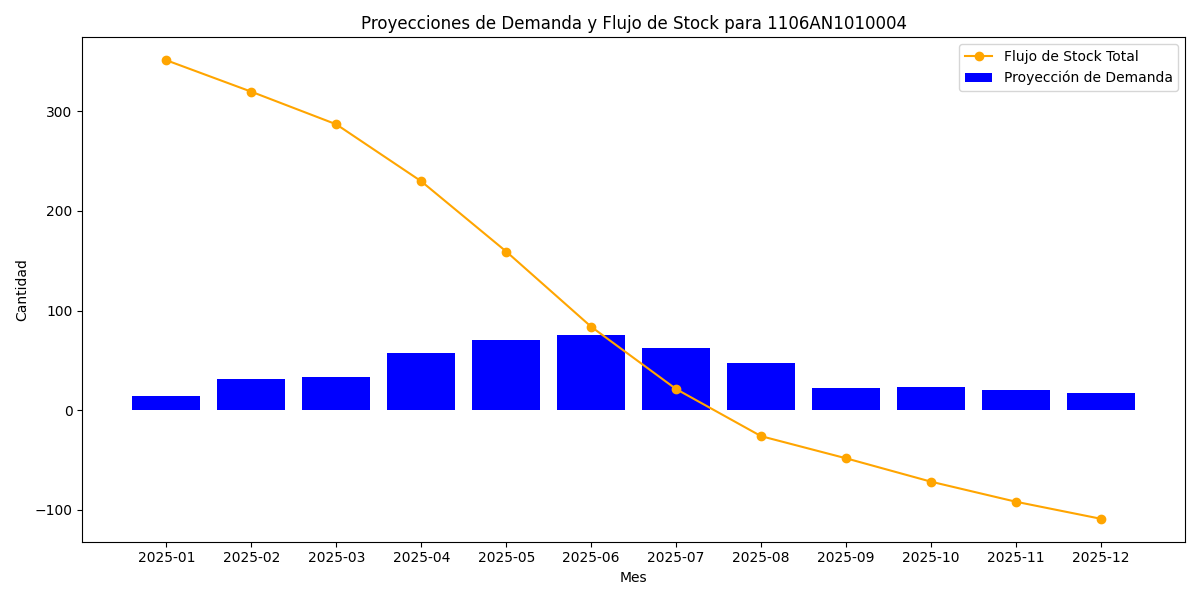 Proyecciones de Demanda y Flujo de Stock para 1106AN1010004
Flujo de Stock Total
Proyección de Demanda
300
200
100
0
−100
Cantidad
2025-01 2025-02 2025-03 2025-04 2025-05 2025-06 2025-07 2025-08 2025-09 2025-10 2025-11 2025-12
Mes